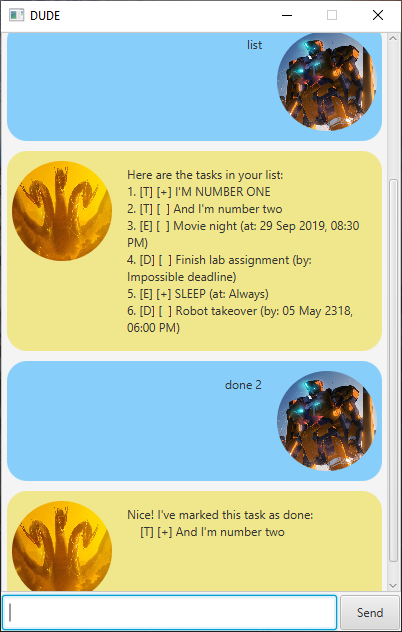 DUDE
list
Here are the tasks in your list:
1. [T] [+] I'M NUMBER ONE
2. [T] [  ] And I'm number two
3. [E] [  ] Movie night (at: 29 Sep 2019, 08:30
PM)
4. [D] [  ] Finish lab assignment (by:
Impossible deadline)
5. [E] [+] SLEEP (at: Always)
6. [D] [  ] Robot takeover (by: 05 May 2318,
06:00 PM)
done 2
Nice! I've marked this task as done:
[T] [+] And I'm number two
Send